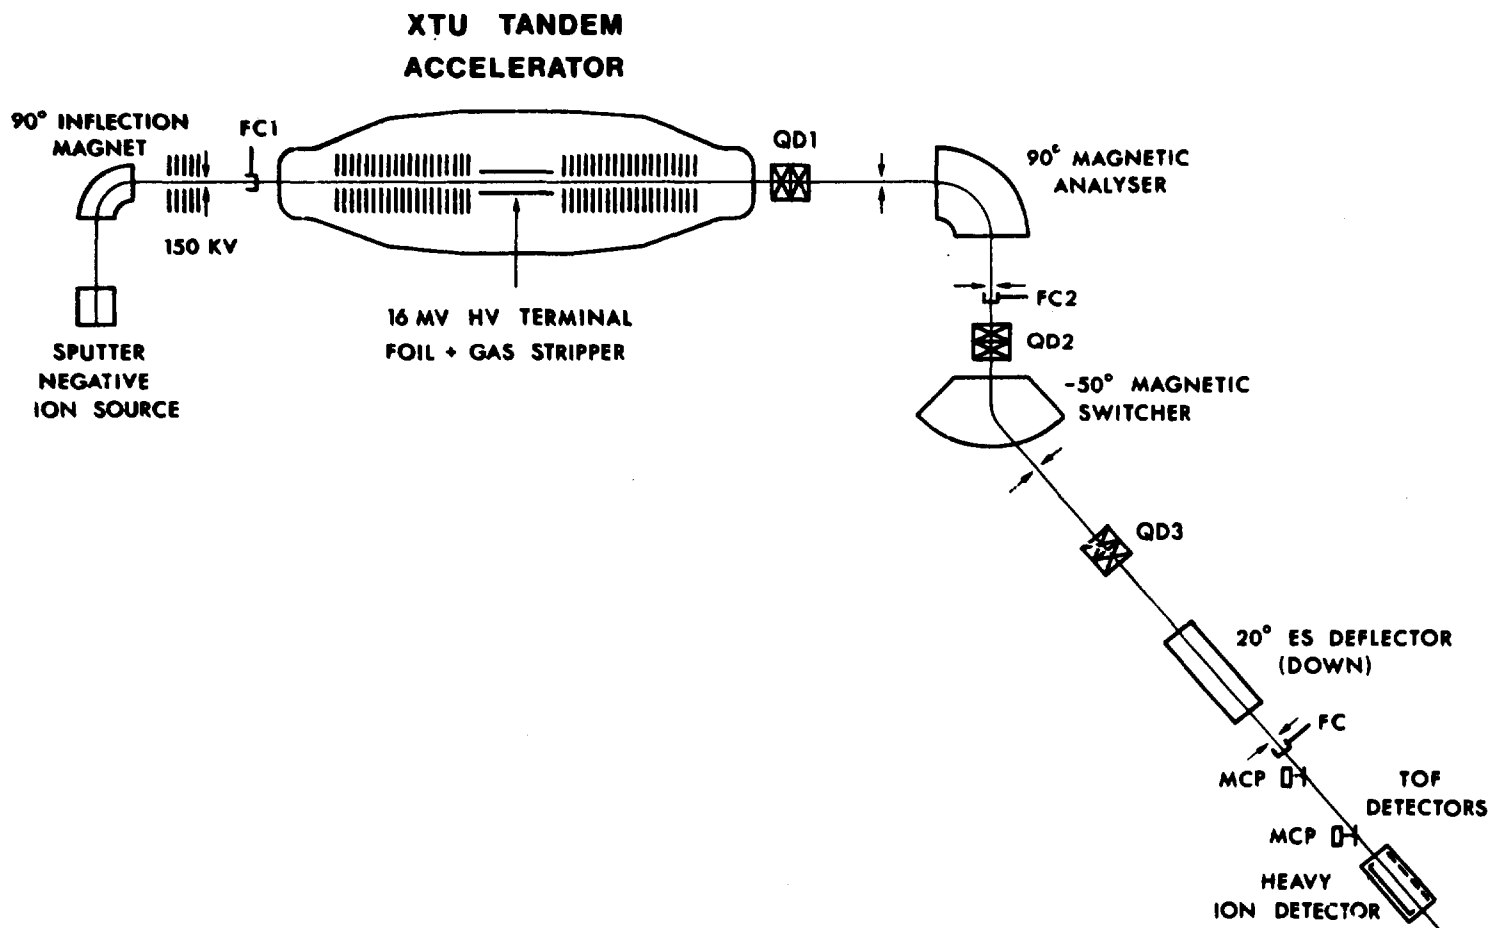 XTU TANDEM
ACCELERATOR
90° INFLECTION
MAGNET
FC1
QD1
90° MAGNETIC
ANALYSER
150 KV
16 MV HV TERMINAL
FOIL + GAS STRIPPER
FC2
QD2
SPUTTER
NEGATIVE
ION SOURCE
-50° MAGNETIC
SWITCHER
QD3
20° ES DEFLECTOR
(DOWN)
FC
MCP
TOF
DETECTORS
MCP
HEAVY
ION DETECTOR